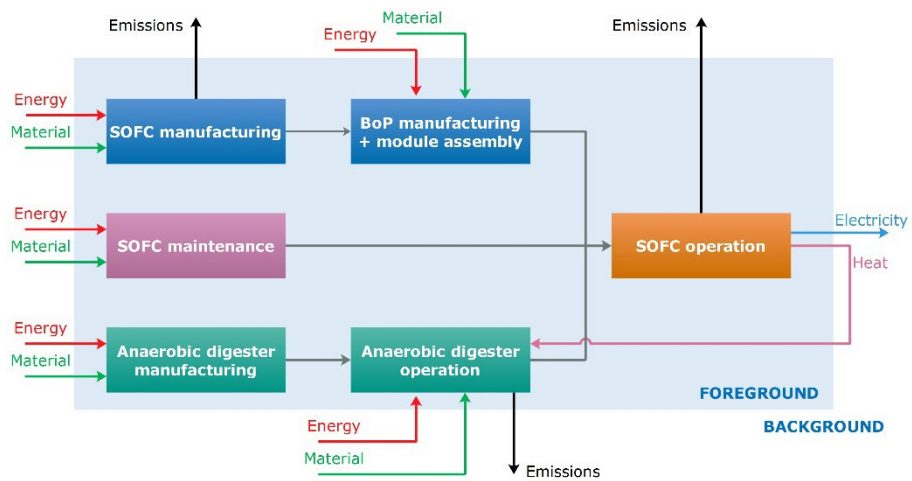 Emissions
Material
Energy
Emissions
Energy
Material
SOFC manufacturing
BoP manufacturing
+ module assembly
Energy
Material
SOFC maintenance
SOFC operation
Electricity
Heat
Energy
Material
Anaerobic digester
manufacturing
Anaerobic digester
operation
FOREGROUND
BACKGROUND
Energy
Material
Emissions